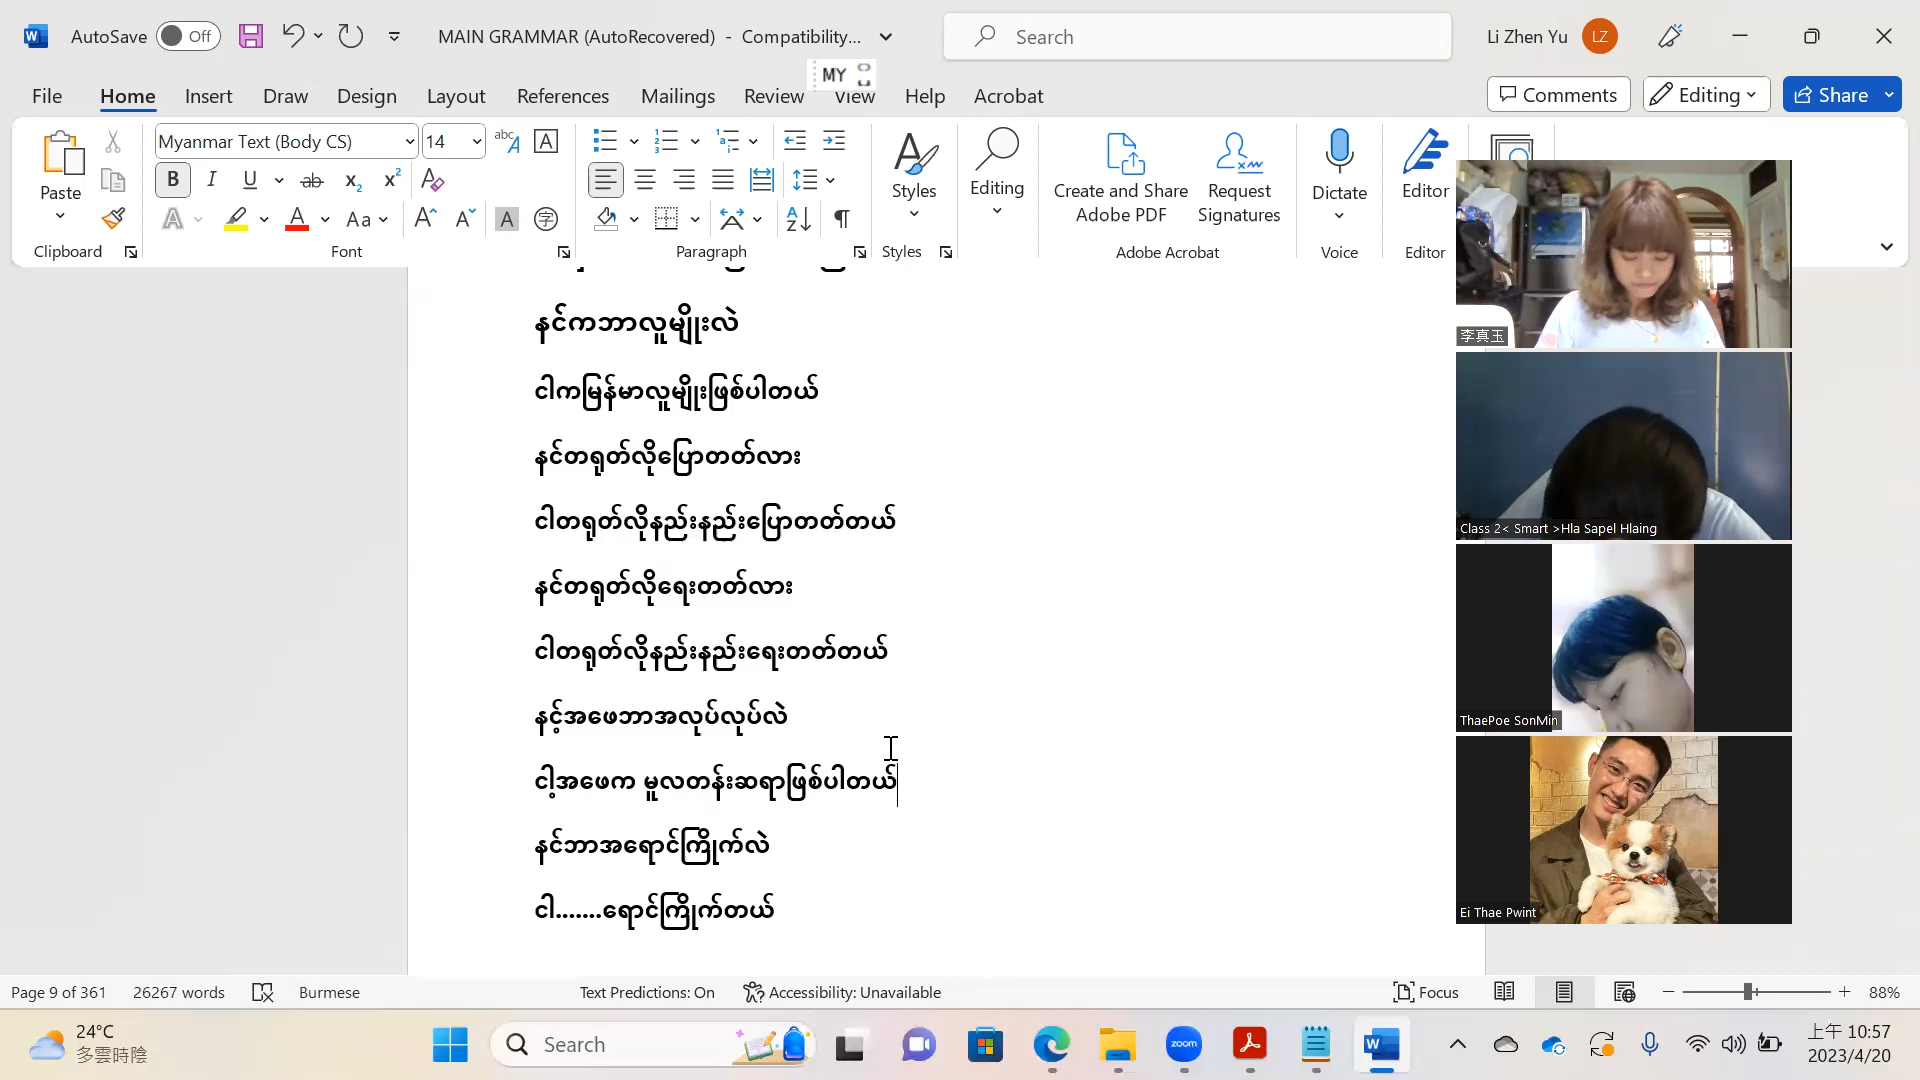 AutoSave Off MAIN GRAMMAR (AutoRecovered) - Compatibility... Search Li Zhen Yu LZ
MY
File Home Insert Draw Design Layout References Mailings Review View Help Acrobat Comments Editing Share
Myanmar Text (Body CS) 14
Paste Styles Editing Create and Share Adobe PDF Request Signatures Dictate Editor
Clipboard Font Paragraph Styles Adobe Acrobat Voice Editor
နင်ကဘာလူမျိုးလဲ
ငါကမြန်မာလူမျိုးဖြစ်ပါတယ်
နင်တရုတ်လိုပြောတတ်လား
ငါတရုတ်လိုနည်းနည်းပြောတတ်တယ်
နင်တရုတ်လိုရေးတတ်လား
ငါတရုတ်လိုနည်းနည်းရေးတတ်တယ်
နင့်အဖေဘာအလုပ်လုပ်လဲ
ငါ့အဖေက မူလတန်းဆရာဖြစ်ပါတယ်
နင်ဘာအရောင်ကြိုက်လဲ
ငါ.......ရောင်ကြိုက်တယ်
李真玉
Class 2< Smart >Hla Sapel Hlaing
ThaePoe SonMin
Ei Thae Pwint
Page 9 of 361 26267 words Burmese Text Predictions: On Accessibility: Unavailable Focus 88%
24°C
多雲時陰
Search
zoom
上午 10:57
2023/4/20